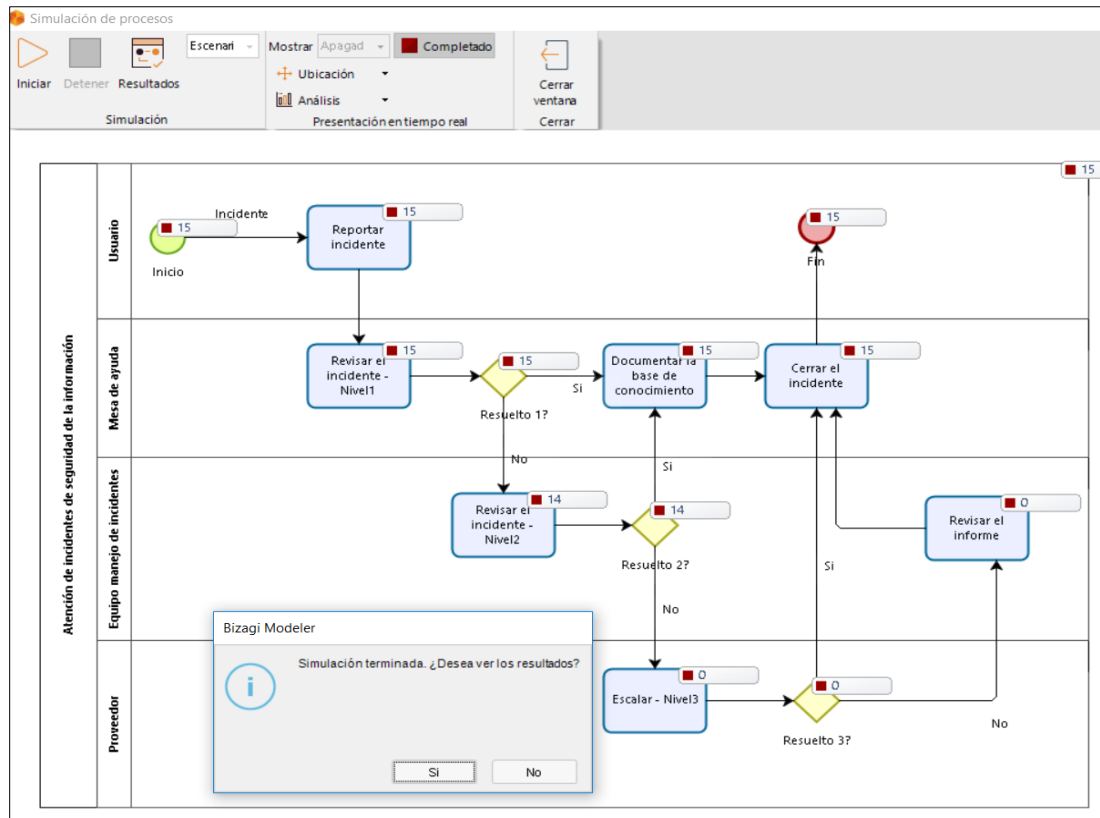 Simulación de procesos
Iniciar
Detener
Resultados
Escenari
Simulación
Mostrar Apagad
Completado
Ubicación
Análisis
Presentación en tiempo real
Cerrar
ventana
Cerrar
15
Atención de incidentes de seguridad de la información
Usuario
15
Incidente
Inicio
15
Reportar
incidente
15
Fin
Mesa de ayuda
15
Revisar el
incidente -
Nivel1
15
Resuelto 1?
Si
No
15
Documentar la
base de
conocimiento
15
Cerrar el
incidente
Equipo manejo de incidentes
14
Revisar el
incidente -
Nivel2
14
Resuelto 2?
Si
No
Si
0
Revisar el
informe
Proveedor
0
Escalar - Nivel3
0
Resuelto 3?
No
Bizagi Modeler
Simulación terminada. ¿Desea ver los resultados?
i
Si
No